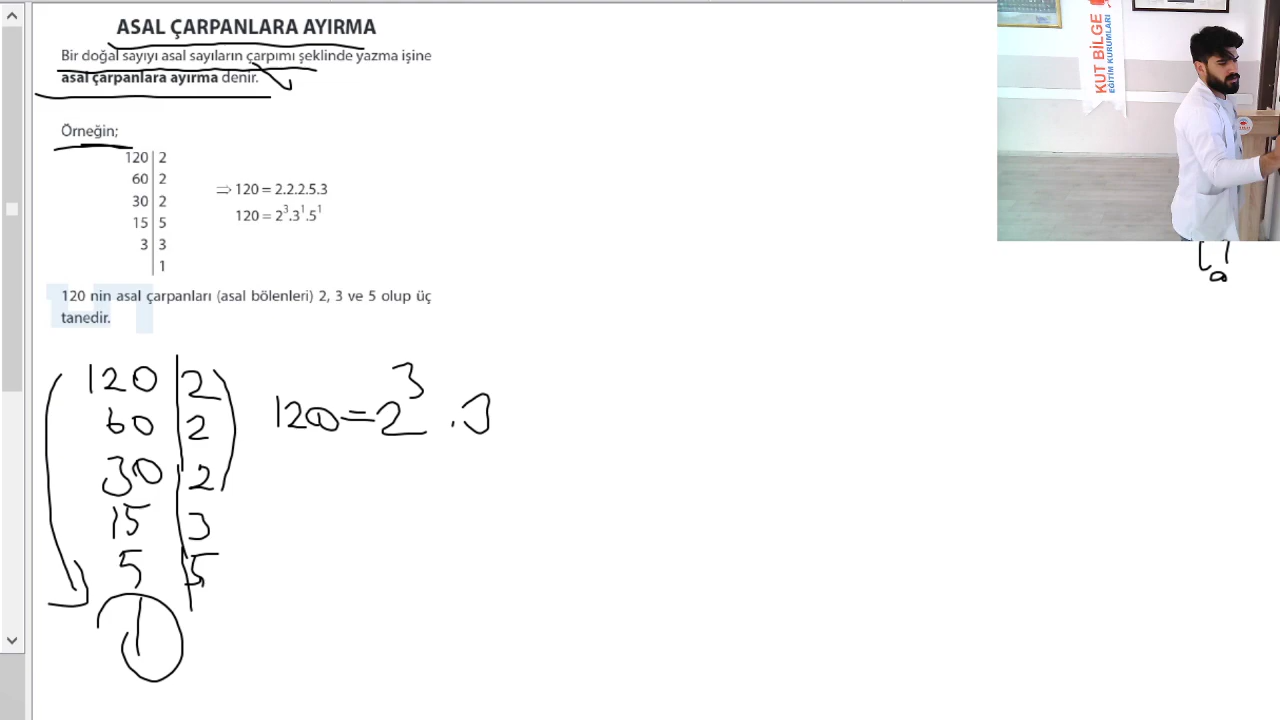 ASAL ÇARPANLARA AYIRMA
Bir doğal sayıyı asal sayıların çarpımı şeklinde yazma işine
asal çarpanlara ayırma denir.
Örneğin;
120 2
60 2
30 2
15 5
3 3
1
⇒ 120 = 2.2.2.5.3
120 = 2³.3¹.5¹
120 nin asal çarpanları (asal bölenleri) 2, 3 ve 5 olup üç
tanedir.
120 2
60 2
30 2
15 3
5 5
1
120 = 2³ . 3
KUT BİLGE
EĞİTİM KURUMLARI